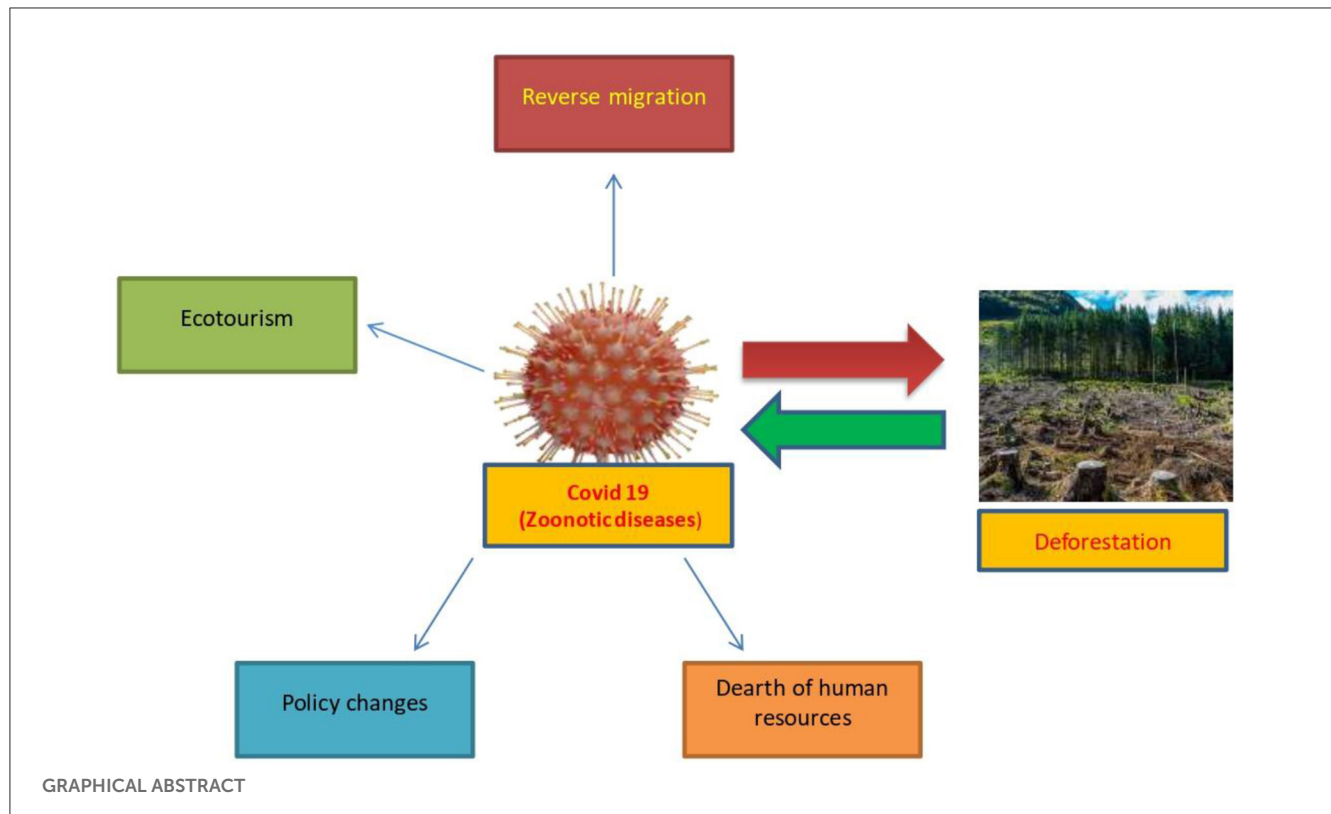 Reverse migration
Ecotourism
Covid 19
(Zoonotic diseases)
Deforestation
Policy changes
Dearth of human
resources
GRAPHICAL ABSTRACT